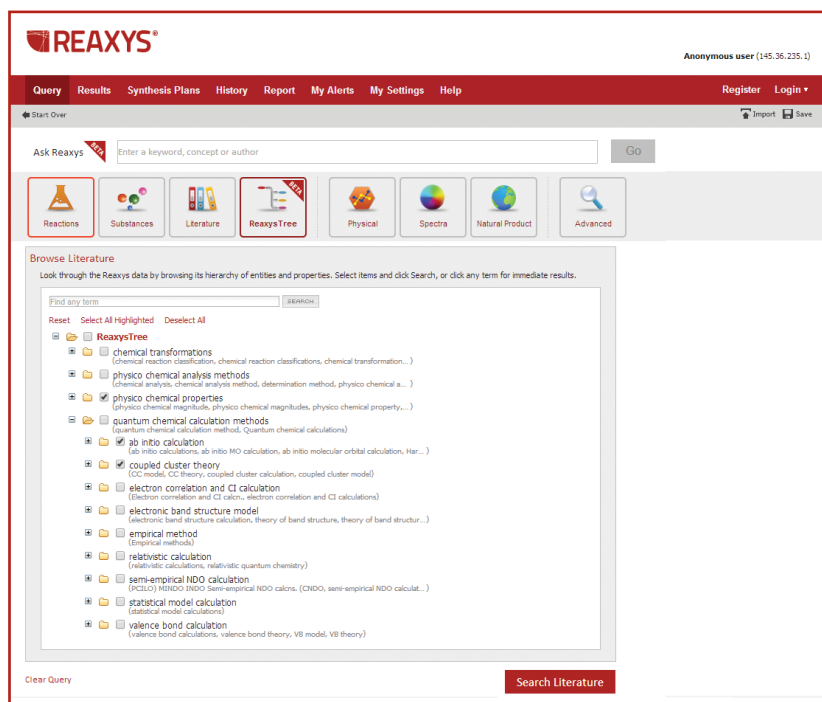 REAXYS®
Anonymous user (145.36.235.1)
Query Results Synthesis Plans History Report My Alerts My Settings Help Register Login
Start Over Import Save
Ask Reaxys BETA Enter a keyword, concept or author Go
BETA
Reactions Substances Literature ReaxysTree Physical Spectra Natural Product Advanced
Browse Literature
Look through the Reaxys data by browsing its hierarchy of entities and properties. Select items and click Search, or click any term for immediate results.
Find any term SEARCH
Reset Select All Highlighted Deselect All
ReaxysTree
chemical transformations
(chemical reaction classification, chemical reaction classifications, chemical transformation... )
physico chemical analysis methods
(chemical analysis, chemical analysis method, determination method, physico chemical a... )
physico chemical properties
(physico chemical magnitude, physico chemical magnitudes, physico chemical property,... )
quantum chemical calculation methods
(quantum chemical calculation method, Quantum chemical calculations)
ab initio calculation
(ab initio calculations, ab initio MO calculation, ab initio molecular orbital calculation, Har... )
coupled cluster theory
(CC model, CC theory, coupled cluster calculation, coupled cluster model)
electron correlation and CI calculation
(Electron correlation and CI calcn., electron correlation and CI calculations)
electronic band structure model
(electronic band structure calculation, theory of band structure, theory of band structur...)
empirical method
(Empirical methods)
relativistic calculation
(relativistic calculations, relativistic quantum chemistry)
semi-empirical NDO calculation
(PCILO) MINDO INDO Semi-empirical NDO calcns. (CNDO, semi-empirical NDO calculat... )
statistical model calculation
(statistical model calculations)
valence bond calculation
(valence bond calculations, valence bond theory, VB model, VB theory)
Clear Query Search Literature